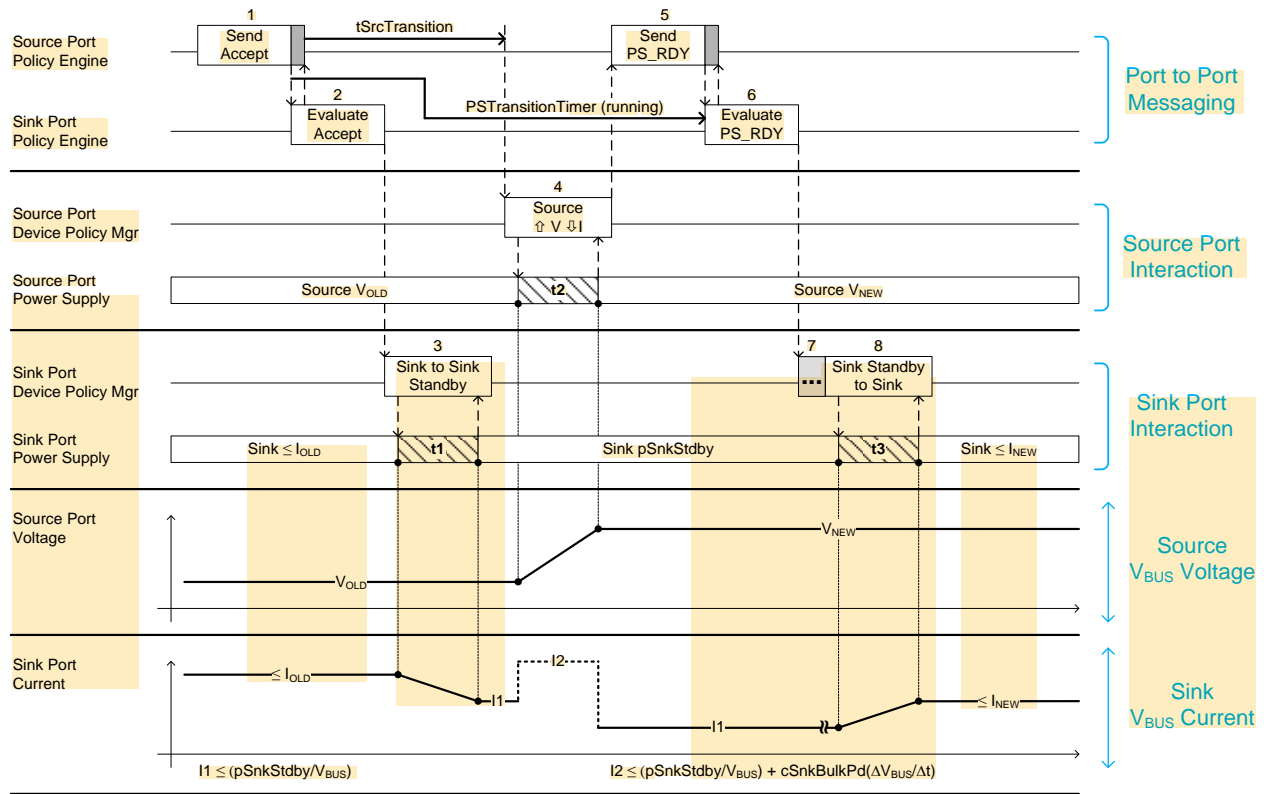 1
5
tSrcTransition
Source Port
Policy Engine
Send
Accept
Send
PS_RDY
Port to Port
Messaging
2
PSTransitionTimer (running)
6
Sink Port
Policy Engine
Evaluate
Accept
Evaluate
PS_RDY
4
Source Port
Device Policy Mgr
Source
⇧ V ⇩I
Source Port
Interaction
Source Port
Power Supply
Source VOLD
t2
Source VNEW
3
7
8
Sink Port
Device Policy Mgr
Sink to Sink
Standby
...
Sink Standby
to Sink
Sink Port
Interaction
Sink Port
Power Supply
Sink ≤ IOLD
t1
Sink pSnkStdby
t3
Sink ≤ INEW
Source Port
Voltage
VOLD
VNEW
Source
VBUS Voltage
Sink Port
Current
≤ IOLD
I1
I2
I1
≤ INEW
Sink
VBUS Current
I1 ≤ (pSnkStdby/VBUS)
I2 ≤ (pSnkStdby/VBUS) + cSnkBulkPd(ΔVBUS/Δt)